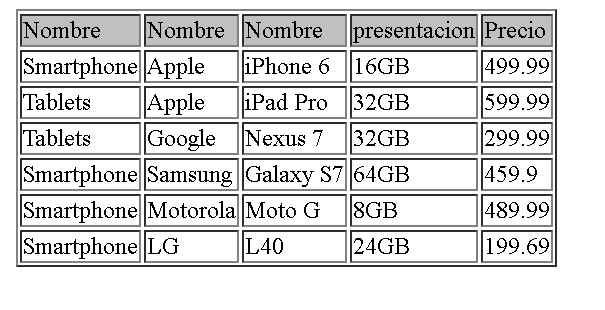 Nombre Nombre Nombre presentacion Precio
Smartphone Apple iPhone 6 16GB 499.99
Tablets Apple iPad Pro 32GB 599.99
Tablets Google Nexus 7 32GB 299.99
Smartphone Samsung Galaxy S7 64GB 459.9
Smartphone Motorola Moto G 8GB 489.99
Smartphone LG L40 24GB 199.69